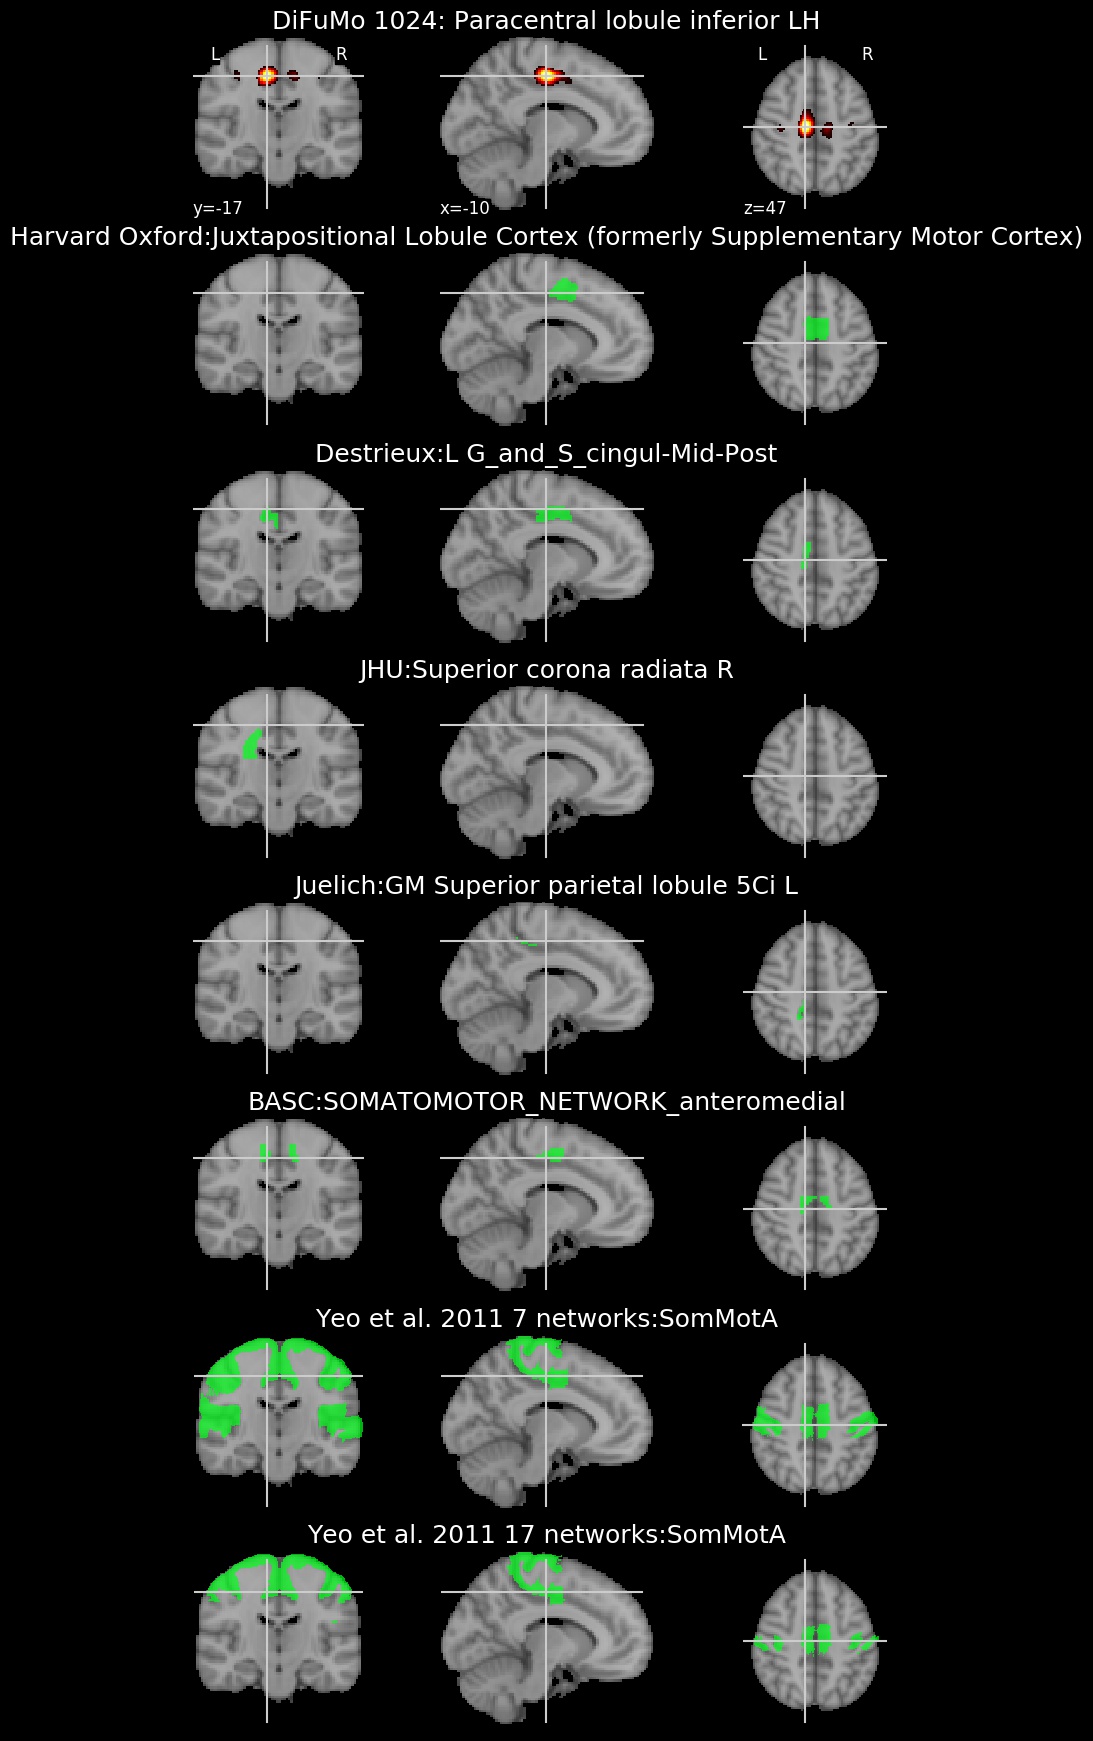 DiFuMo 1024: Paracentral lobule inferior LH
L R L R
y=-17 x=-10 z=47
Harvard Oxford:Juxtapositional Lobule Cortex (formerly Supplementary Motor Cortex)
Destrieux:L G_and_S_cingul-Mid-Post
JHU:Superior corona radiata R
Juelich:GM Superior parietal lobule 5Ci L
BASC:SOMATOMOTOR_NETWORK_anteromedial
Yeo et al. 2011 7 networks:SomMotA
Yeo et al. 2011 17 networks:SomMotA